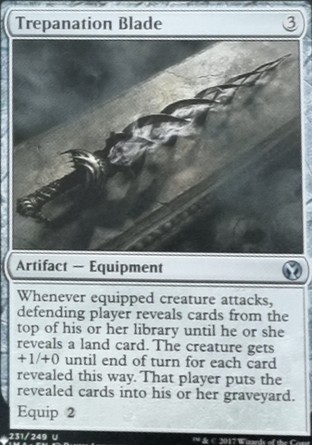 Trepanation Blade 3
Artifact — Equipment
Whenever equipped creature attacks,
defending player reveals cards from the
top of his or her library until he or she
reveals a land card. The creature gets
+1/+0 until end of turn for each card
revealed this way. That player puts the
revealed cards into his or her graveyard.
Equip 2
231/249 U
™ & © 2017 Wizards of the Coast